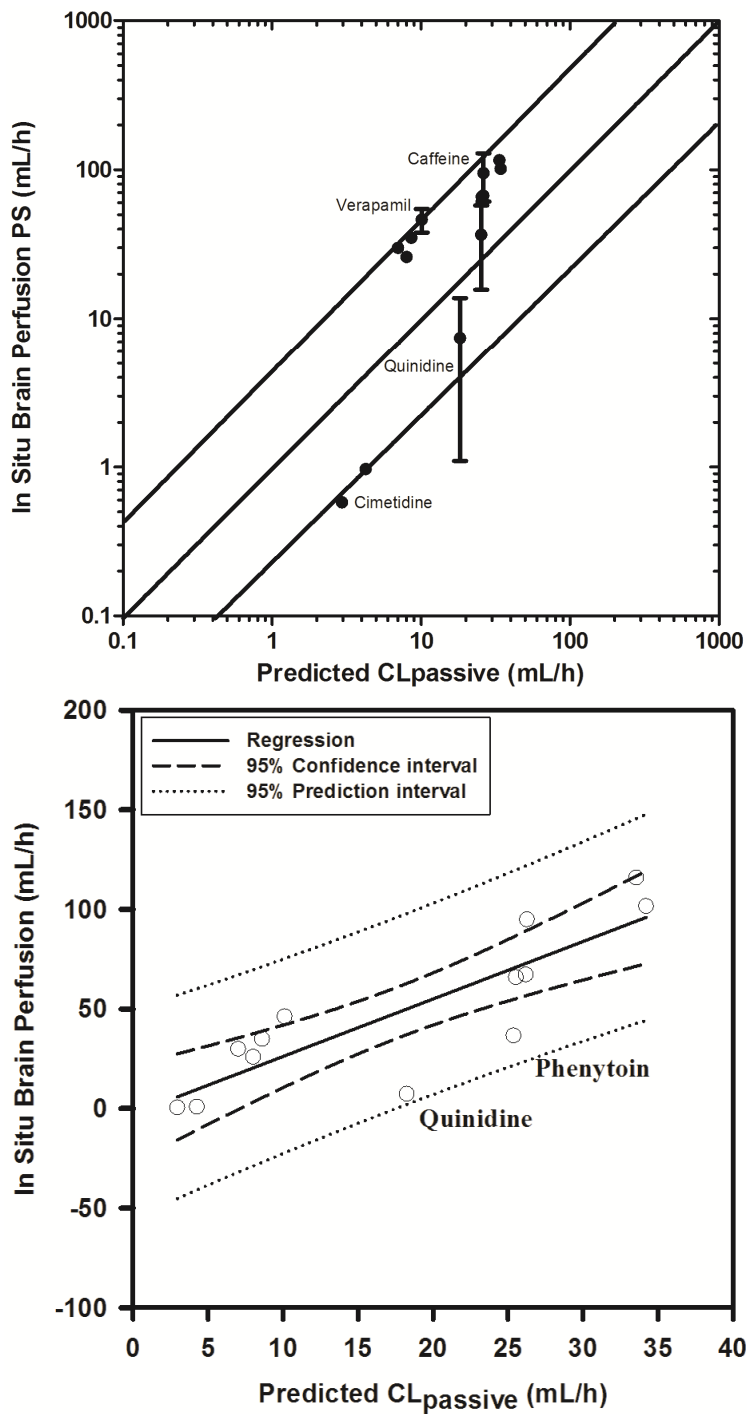 In Situ Brain Perfusion PS (mL/h)
1000
100
10
1
0.1
Caffeine
Verapamil
Quinidine
Cimetidine
0.1 1 10 100 1000
Predicted CLpassive (mL/h)
In Situ Brain Perfusion (mL/h)
200
150
100
50
0
-50
-100
Regression
95% Confidence interval
95% Prediction interval
Phenytoin
Quinidine
0 5 10 15 20 25 30 35 40
Predicted CLpassive (mL/h)